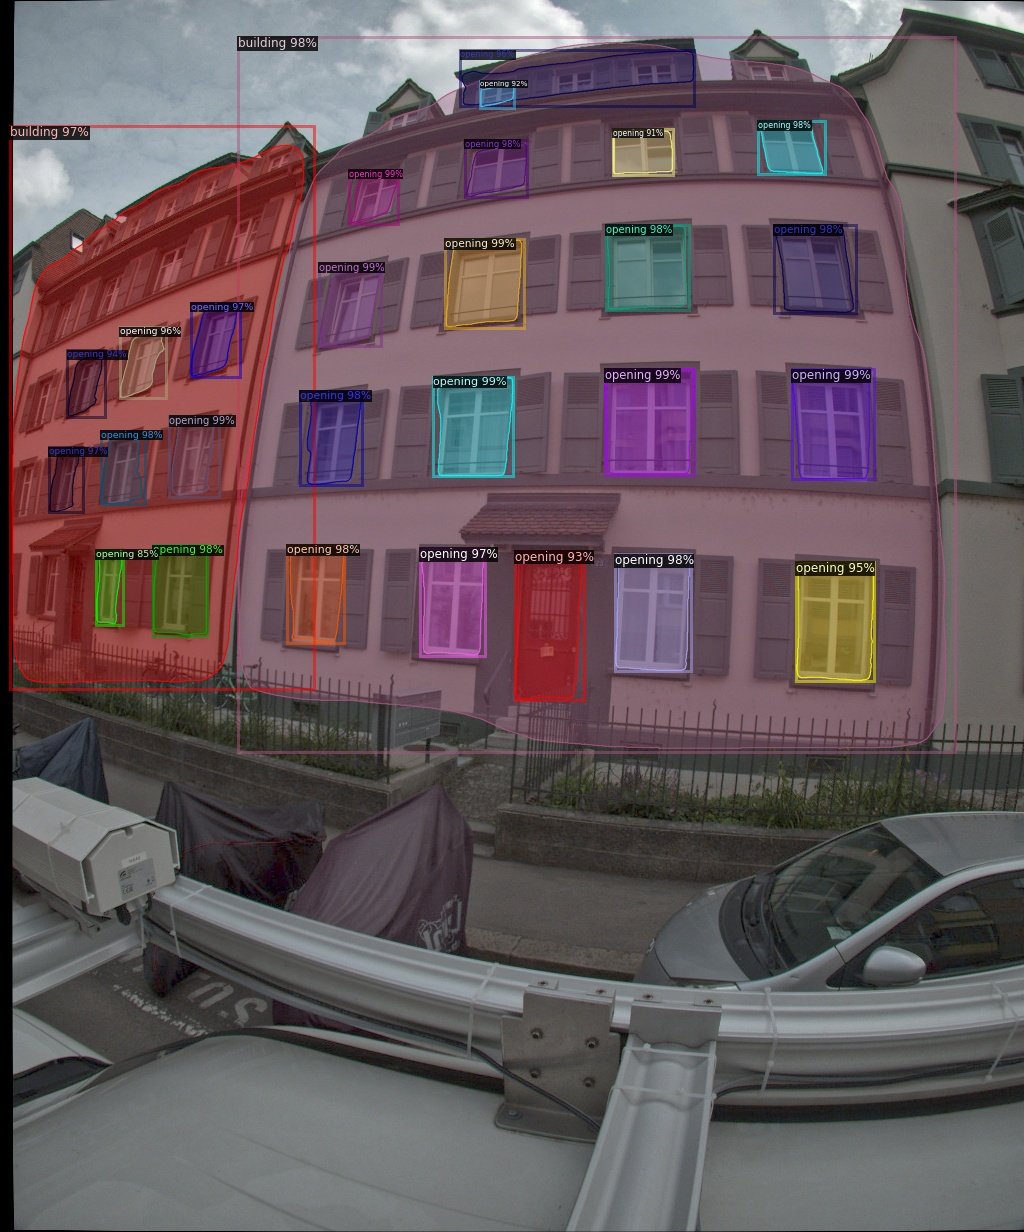 building 98%
opening 96%
opening 92%
building 97%
opening 98%
opening 91%
opening 98%
opening 99%
opening 99%
opening 99%
opening 98%
opening 98%
opening 97%
opening 96%
opening 94%
opening 98%
opening 99%
opening 99%
opening 99%
opening 99%
opening 98%
opening 97%
opening 85%
opening 98%
opening 98%
opening 97%
opening 93%
opening 98%
opening 95%